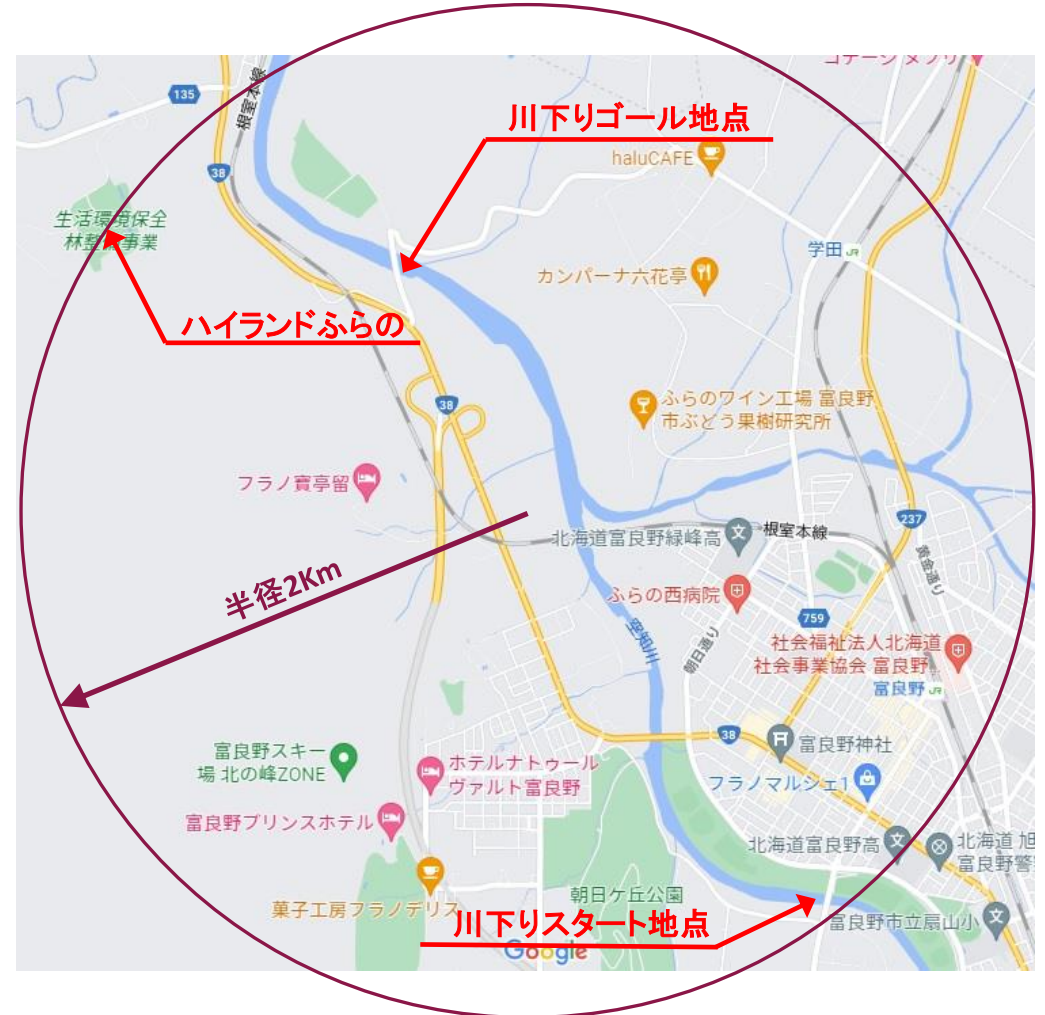 コテージ メノリ
135
根室本線
川下りゴール地点
haluCAFE
38
生活環境保全
林整備事業
学田
JR
カンパーナ六花亭
ハイランドふらの
38
ふらのワイン工場 富良野
市ぶどう果樹研究所
フラノ寶亭留
237
北海道富良野緑峰高
根室本線
黄金通り
半径2Km
ふらの西病院
759
空知川
朝日通り
社会福祉法人北海道
社会事業協会 富良野
富良野
JR
38
富良野神社
富良野スキー
場 北の峰ZONE
ホテルナトゥール
ヴァルト富良野
フラノマルシェ1
富良野プリンスホテル
北海道富良野高
北海道 旭
富良野警
朝日ケ丘公園
菓子工房フラノデリス
川下りスタート地点
富良野市立扇山小
Google